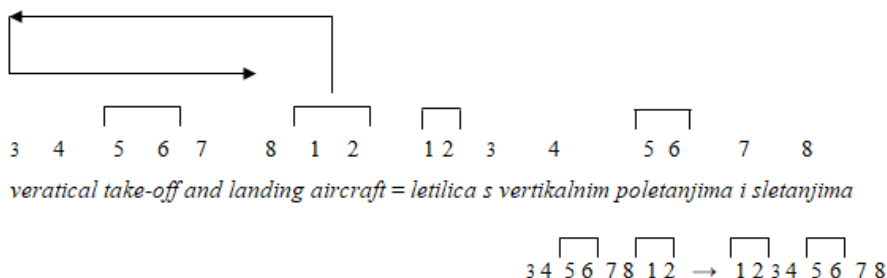 3 4 5 6 7 8 1 2 1 2 3 4 5 6 7 8
veratical take-off and landing aircraft = letilica s vertikalnim poletanjima i sletanjima
3 4 5 6 7 8 1 2 → 1 2 3 4 5 6 7 8